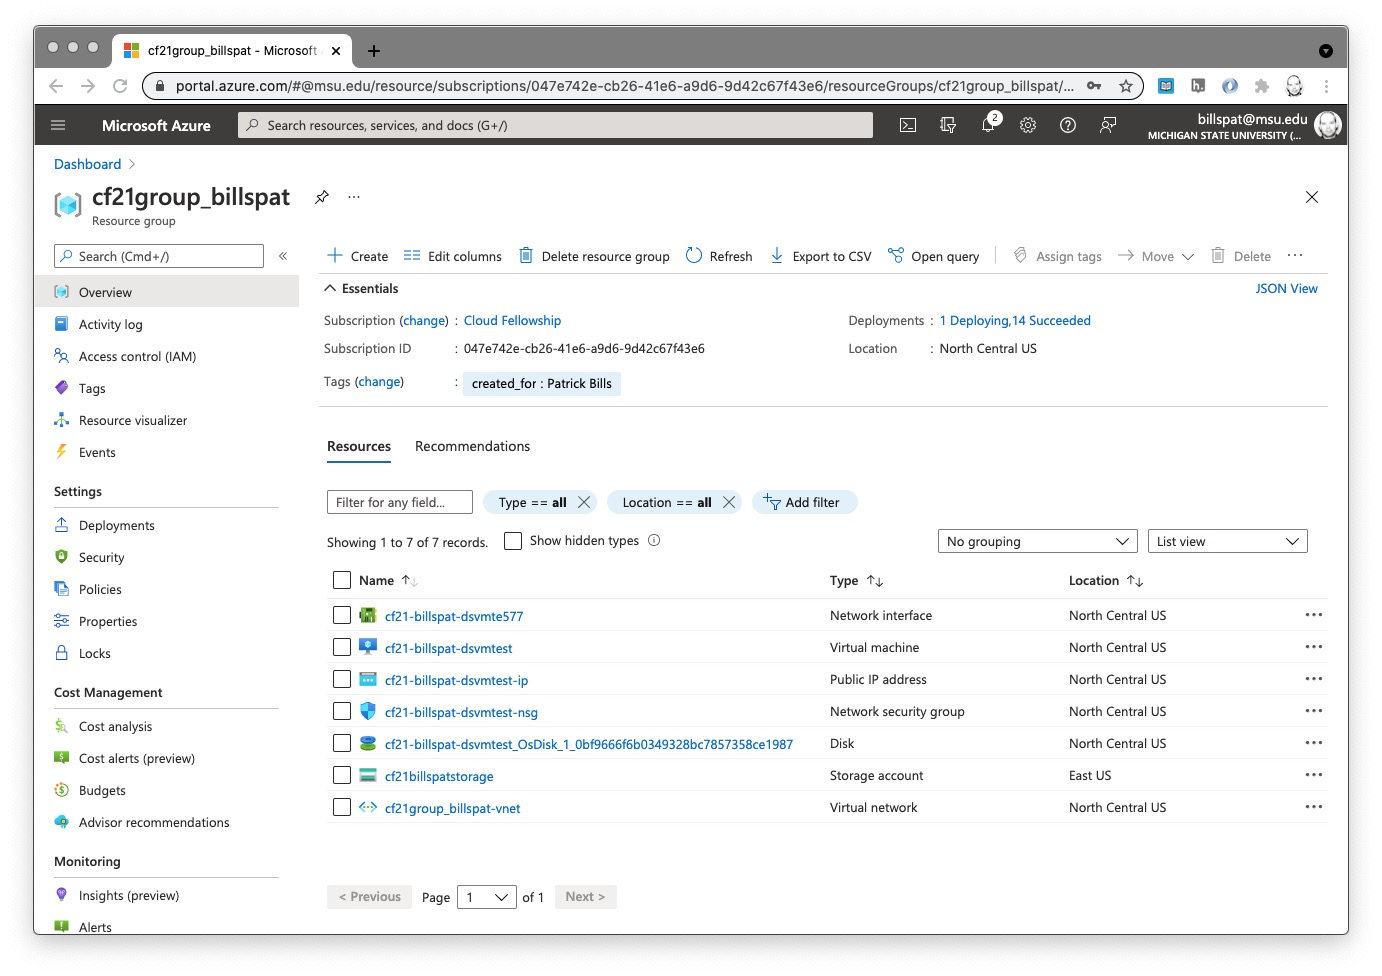 cf21group_billspat - Microsoft
portal.azure.com/#@msu.edu/resource/subscriptions/047e742e-cb26-41e6-a9d6-9d42c67f43e6/resourceGroups/cf21group_billspat/...
Microsoft Azure
Search resources, services, and docs (G+/)
2
billspat@msu.edu
MICHIGAN STATE UNIVERSITY (...
Dashboard >
cf21group_billspat
...
Resource group
Search (Cmd+/)
«
Overview
Activity log
Access control (IAM)
Tags
Resource visualizer
Events
Settings
Deployments
Security
Policies
Properties
Locks
Cost Management
Cost analysis
Cost alerts (preview)
Budgets
Advisor recommendations
Monitoring
Insights (preview)
Alerts
Create Edit columns Delete resource group Refresh Export to CSV Open query Assign tags Move Delete ...
Essentials JSON View
Subscription (change) : Cloud Fellowship Deployments : 1 Deploying,14 Succeeded
Subscription ID : 047e742e-cb26-41e6-a9d6-9d42c67f43e6 Location : North Central US
Tags (change) : created_for : Patrick Bills
Resources Recommendations
Filter for any field... Type == all Location == all Add filter
Showing 1 to 7 of 7 records. Show hidden types No grouping List view
Name Type Location
cf21-billspat-dsvmte577 Network interface North Central US ...
cf21-billspat-dsvmtest Virtual machine North Central US ...
cf21-billspat-dsvmtest-ip Public IP address North Central US ...
cf21-billspat-dsvmtest-nsg Network security group North Central US ...
cf21-billspat-dsvmtest_OsDisk_1_0bf9666f6b0349328bc7857358ce1987 Disk North Central US ...
cf21billspatstorage Storage account East US ...
cf21group_billspat-vnet Virtual network North Central US ...
< Previous Page 1 of 1 Next >